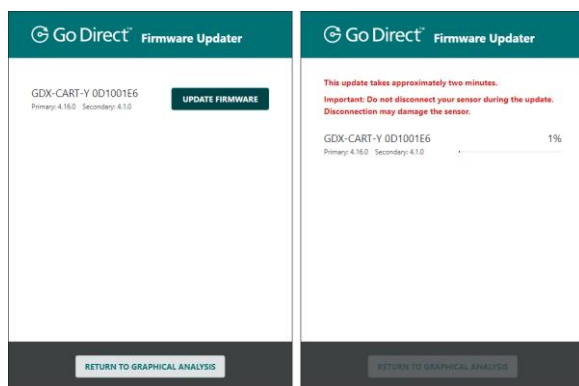 Go Direct™ Firmware Updater
GDX-CART-Y 0D1001E6
UPDATE FIRMWARE
Primary: 4.16.0 Secondary: 4.1.0
RETURN TO GRAPHICAL ANALYSIS
Go Direct™ Firmware Updater
This update takes approximately two minutes.
Important: Do not disconnect your sensor during the update.
Disconnection may damage the sensor.
GDX-CART-Y 0D1001E6 1%
Primary: 4.16.0 Secondary: 4.1.0
RETURN TO GRAPHICAL ANALYSIS